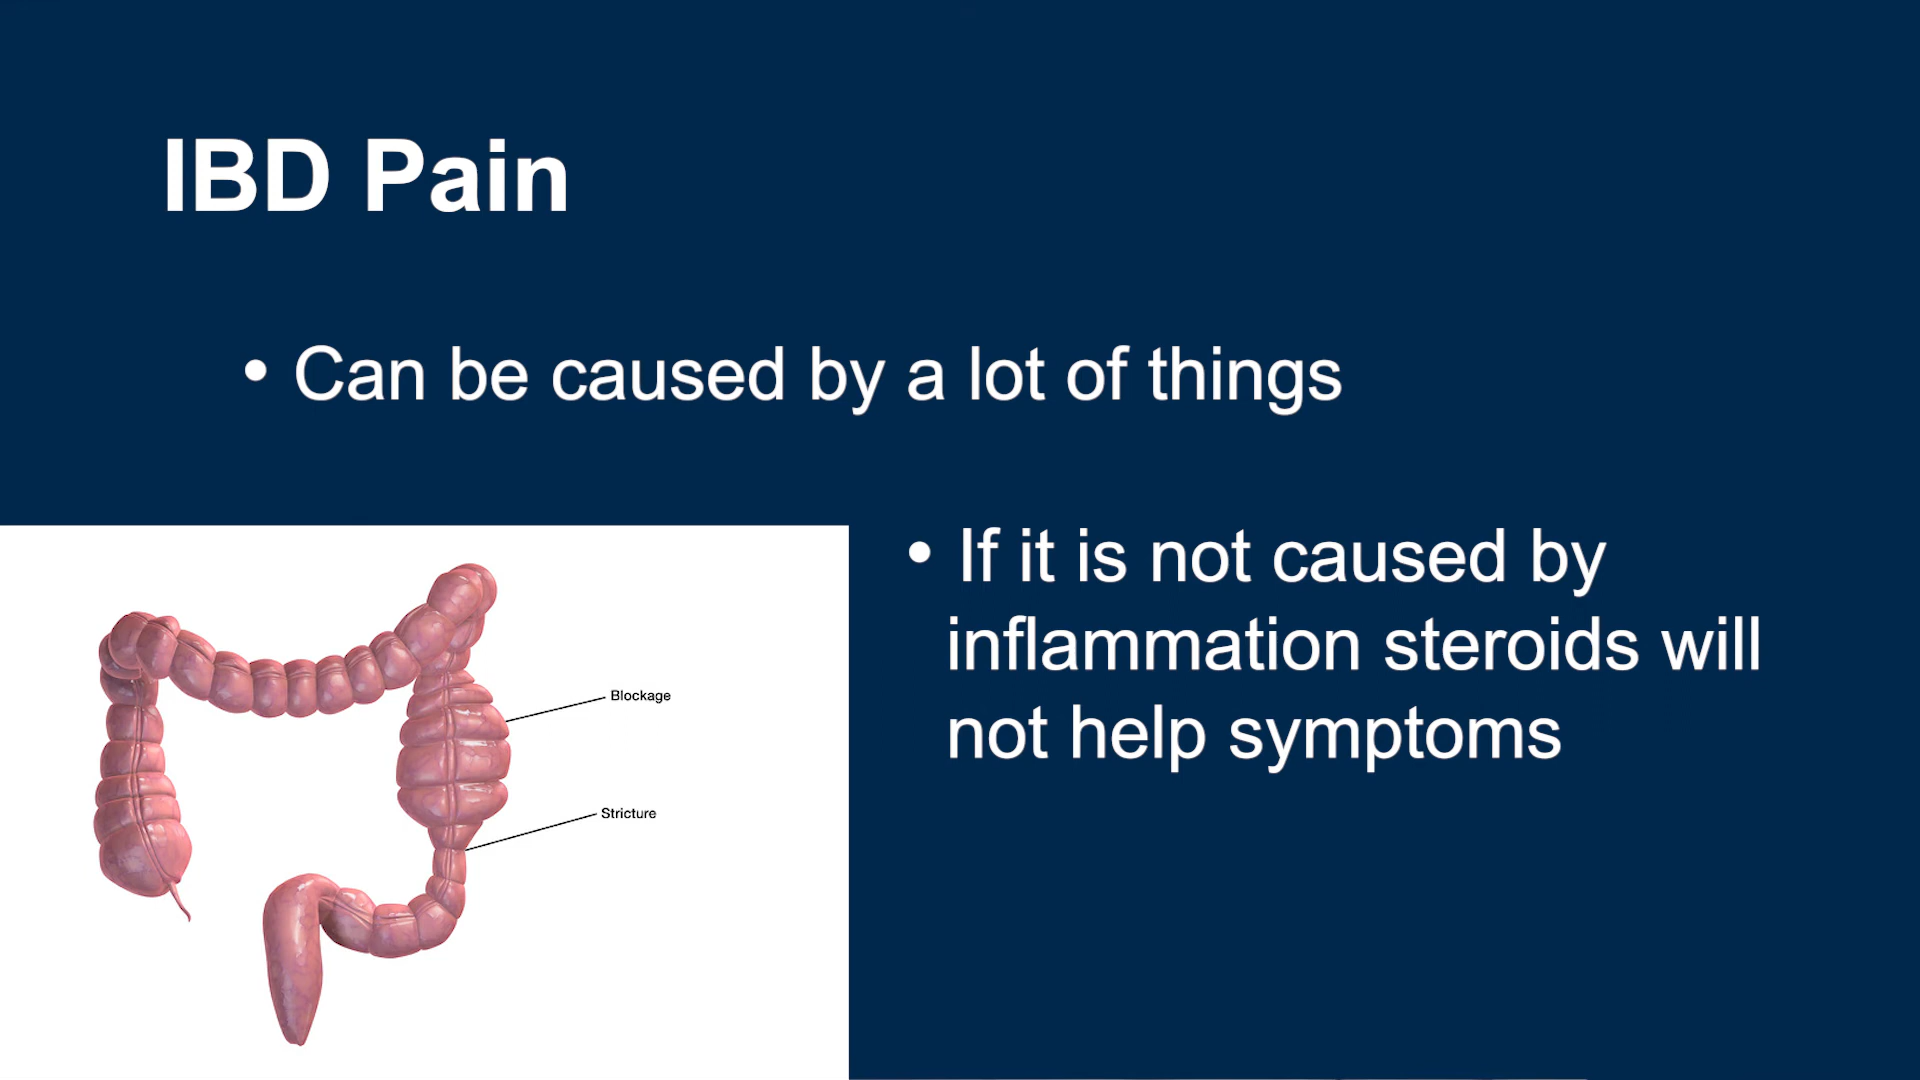 IBD Pain
• Can be caused by a lot of things
• If it is not caused by
inflammation steroids will
not help symptoms
Blockage
Stricture